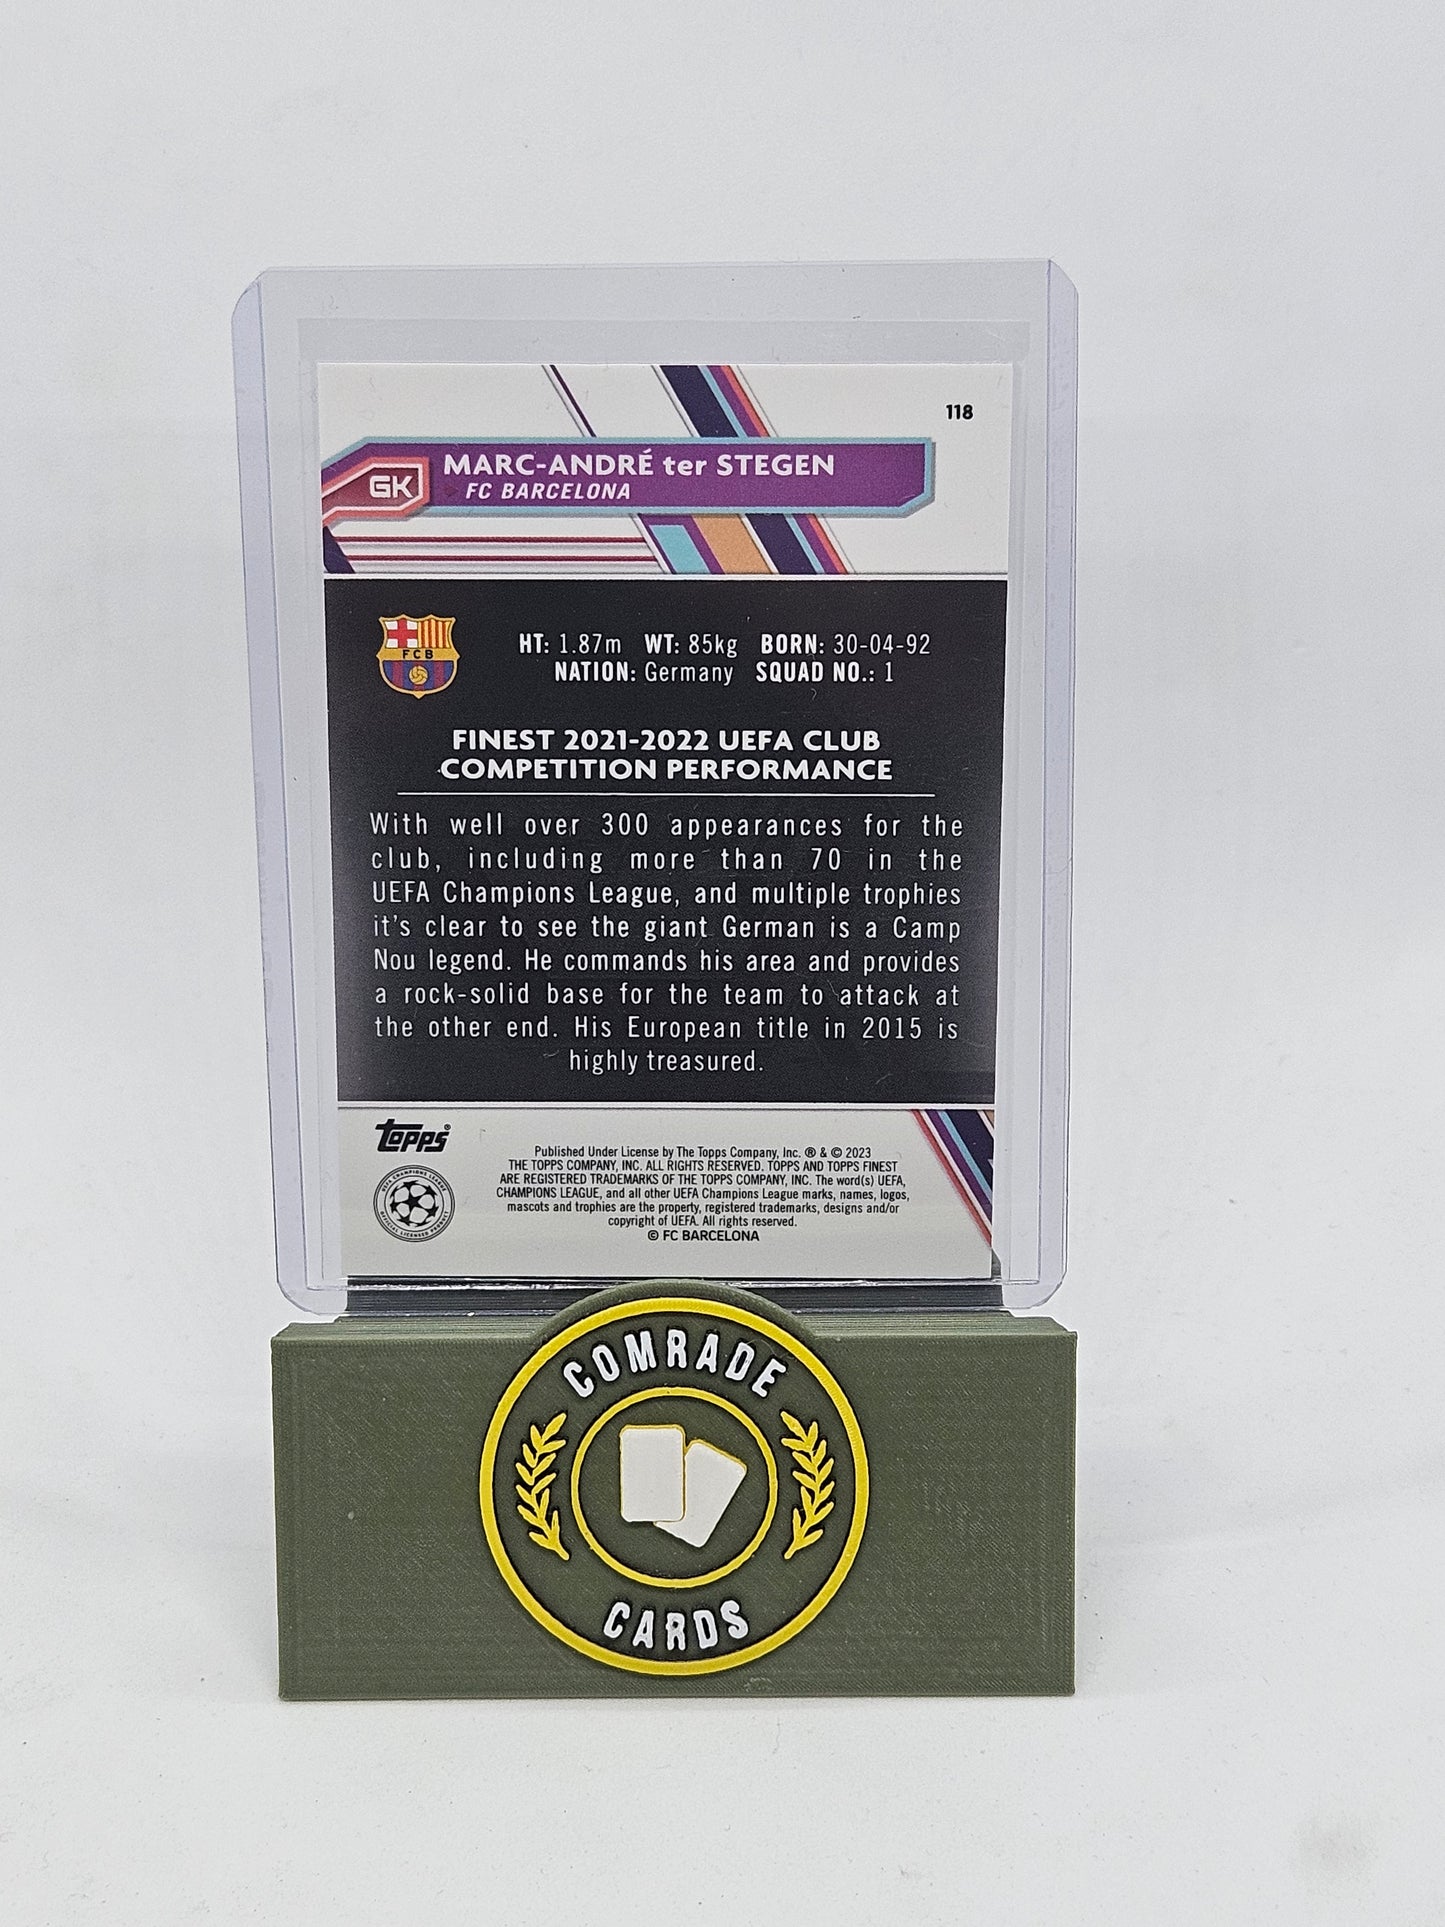 118
MARC-ANDRÉ ter STEGEN
GK
FC BARCELONA
FCB
HT: 1.87m WT: 85kg BORN: 30-04-92
NATION: Germany SQUAD NO.: 1
FINEST 2021-2022 UEFA CLUB
COMPETITION PERFORMANCE
With well over 300 appearances for the
club, including more than 70 in the
UEFA Champions League, and multiple trophies
it's clear to see the giant German is a Camp
Nou legend. He commands his area and provides
a rock-solid base for the team to attack at
the other end. His European title in 2015 is
highly treasured.
Topps®
UEFA CHAMPIONS LEAGUE
OFFICIAL LICENSED PRODUCT
Published Under License by The Topps Company, Inc. ® & © 2023
THE TOPPS COMPANY, INC. ALL RIGHTS RESERVED. TOPPS AND TOPPS FINEST
ARE REGISTERED TRADEMARKS OF THE TOPPS COMPANY, INC. The word(s) UEFA,
CHAMPIONS LEAGUE, and all other UEFA Champions League marks, names, logos,
mascots and trophies are the property, registered trademarks, designs and/or
copyright of UEFA. All rights reserved.
© FC BARCELONA
COMRADE
CARDS